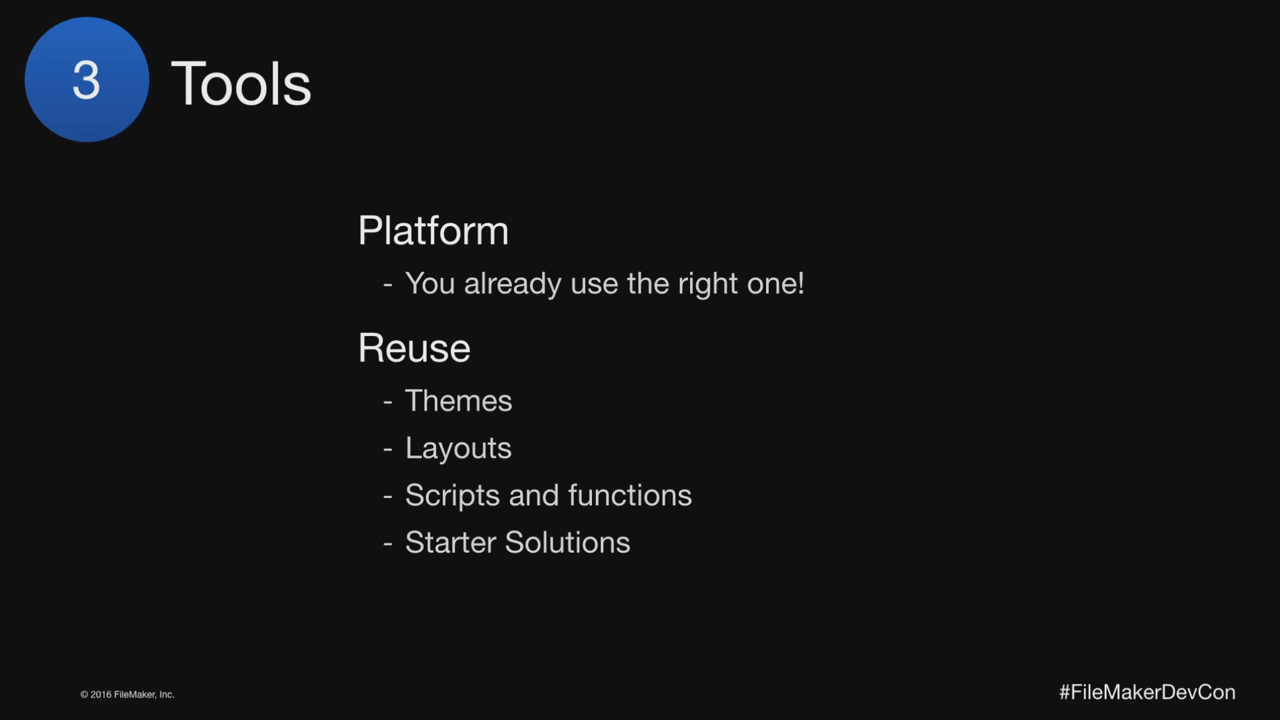 3
Tools
Platform
- You already use the right one!
Reuse
- Themes
- Layouts
- Scripts and functions
- Starter Solutions
© 2016 FileMaker, Inc.
#FileMakerDevCon